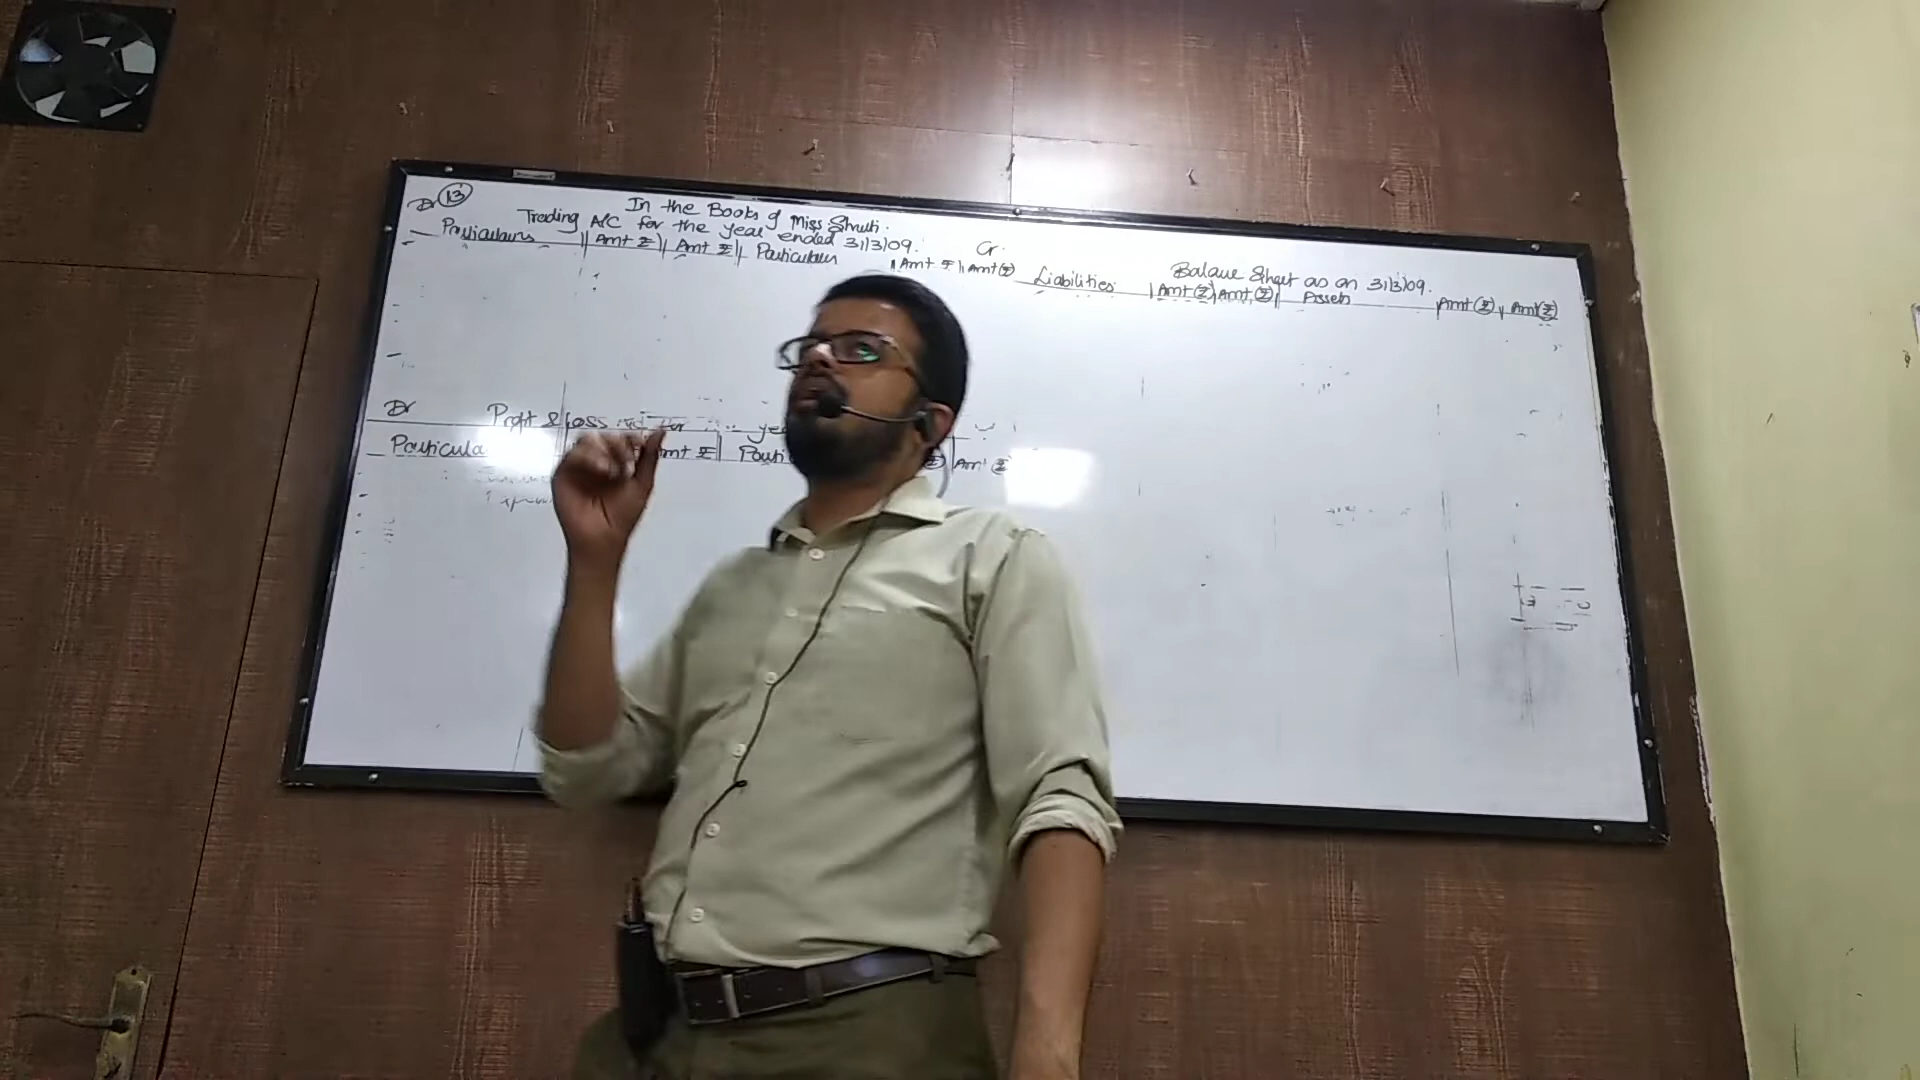 Dr 13 In the Books of Miss Shruti.
Trading A/C for the year ended 31/3/09. Cr.
Particulars Amt ₹ Amt ₹ Particulars Amt ₹ Amt (₹)
Balance Sheet as on 31/3/09.
Liabilities Amt (₹) Amt (₹) Assets Amt (₹) Amt (₹)
Dr Profit & Loss
Particula Amt ₹ Amt (₹)